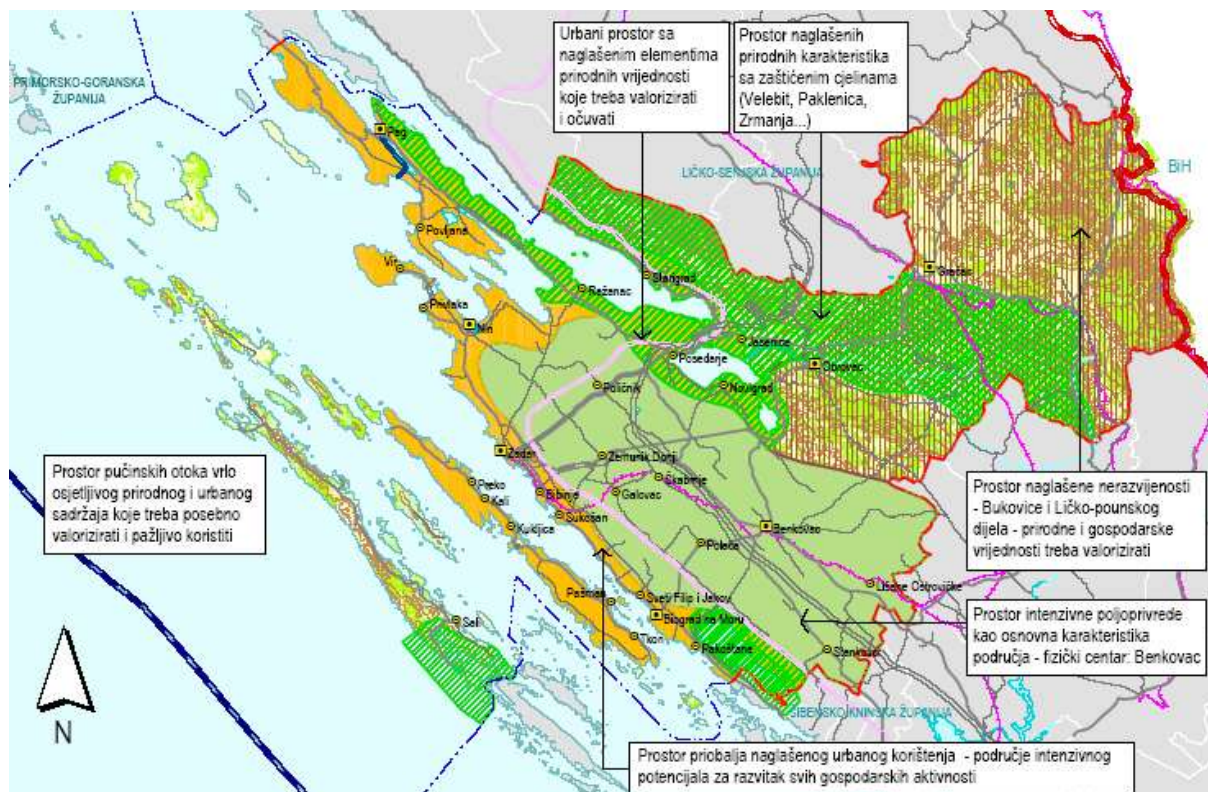 Urbani prostor sa
naglašenim elementima
prirodnih vrijednosti
koje treba valorizirati
i očuvati
Prostor naglašenih
prirodnih karakteristika
sa zaštićenim cjelinama
(Velebit, Paklenica,
Zrmanja...)
PRIMORSKO-GORANSKA
ŽUPANIJA
LIČKO-SENJSKA ŽUPANIJA
BiH
Pag
Povljana
Vir
Privlaka
Nin
Ražanac
Starigrad
Gračac
Jasenice
Posedarje
Obrovac
Novigrad
Poličnik
Zadar
Zemunik Donji
Škabrnje
Preko
Kali
Bibinje
Galovac
Sukošan
Kukljica
Benkovac
Polača
Lišane Ostrovičke
Pašman
Sveti Filip i Jakov
Biograd na Moru
Sali
Tkon
Pakoštane
Stankovci
Prostor pučinskih otoka vrlo
osjetljivog prirodnog i urbanog
sadržaja koje treba posebno
valorizirati i pažljivo koristiti
Prostor naglašene nerazvijenosti
- Bukovice i Ličko-pounskog
dijela - prirodne i gospodarske
vrijednosti treba valorizirati
Prostor intenzivne poljoprivrede
kao osnovna karakteristika
područja - fizički centar: Benkovac
ŠIBENSKO-KNINSKA ŽUPANIJA
N
Prostor priobalja naglašenog urbanog korištenja - područje intenzivnog
potencijala za razvitak svih gospodarskih aktivnosti